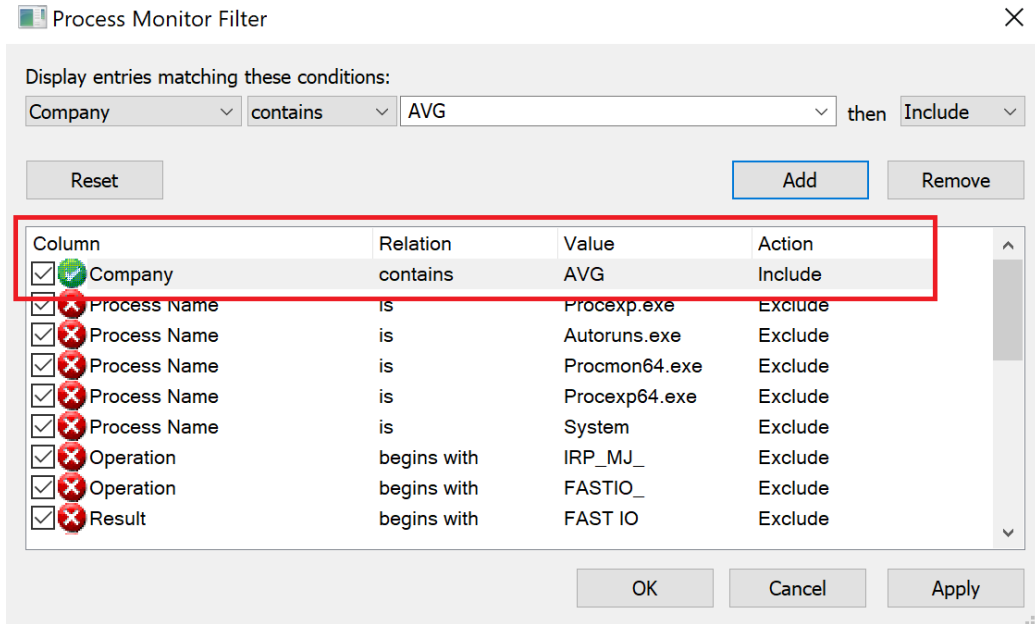 Process Monitor Filter
Display entries matching these conditions:
Company contains AVG then Include
Reset Add Remove
Column Relation Value Action
Company contains AVG Include
Process Name is Procexp.exe Exclude
Process Name is Autoruns.exe Exclude
Process Name is Procmon64.exe Exclude
Process Name is Procexp64.exe Exclude
Process Name is System Exclude
Operation begins with IRP_MJ_ Exclude
Operation begins with FASTIO_ Exclude
Result begins with FAST IO Exclude
OK Cancel Apply